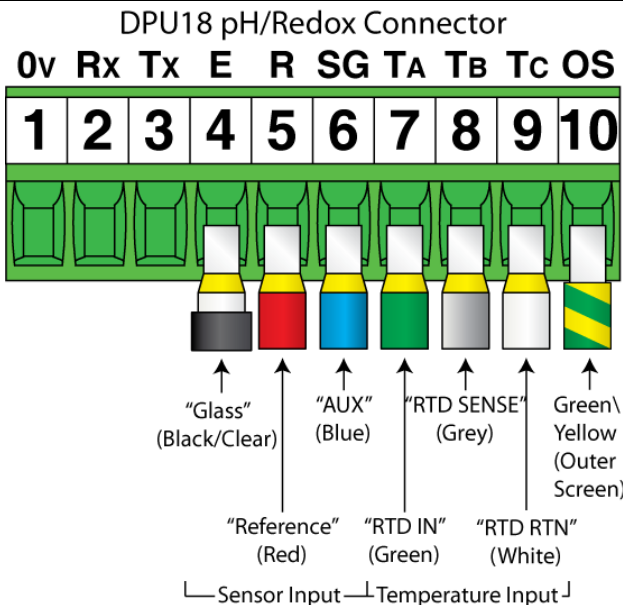 DPU18 pH/Redox Connector
0V RX TX E R SG TA TB TC OS
1 2 3 4 5 6 7 8 9 10
"Glass"
(Black/Clear)
"AUX"
(Blue)
"RTD SENSE"
(Grey)
Green\
Yellow
(Outer
Screen)
"Reference"
(Red)
"RTD IN"
(Green)
"RTD RTN"
(White)
Sensor Input Temperature Input